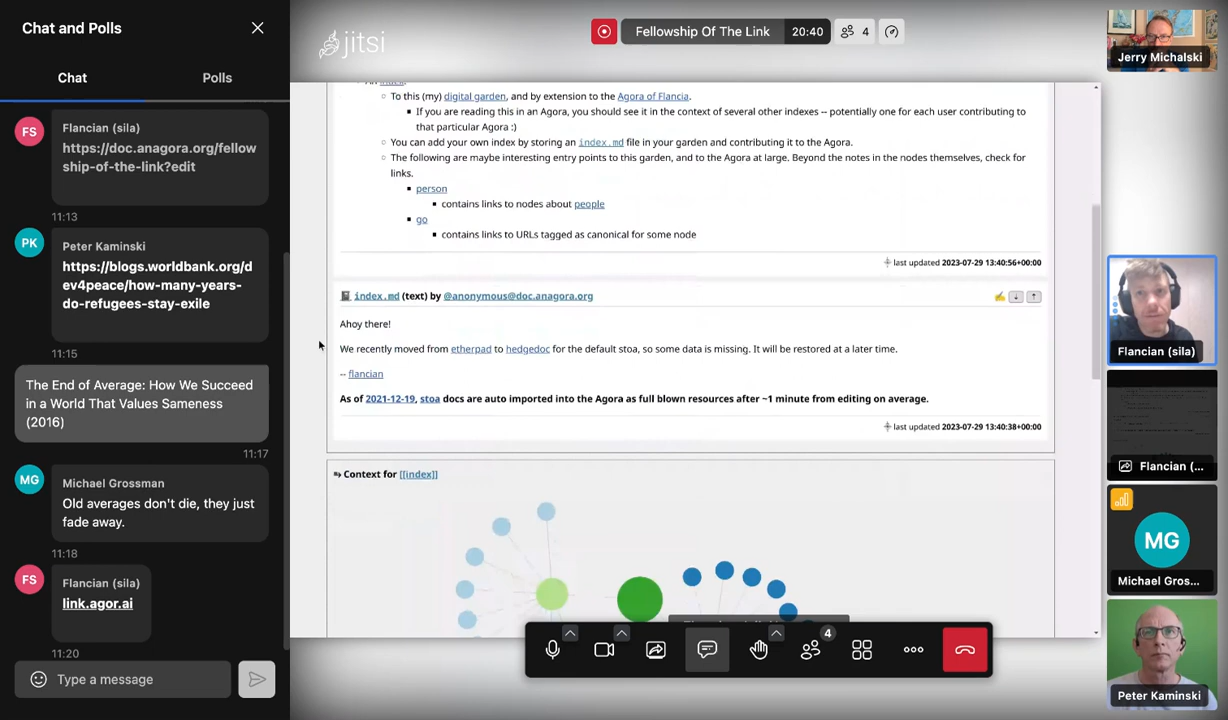 Chat and Polls
Chat
Polls
FS
Flancian (sila)
https://doc.anagora.org/fellow
ship-of-the-link?edit
11:13
PK
Peter Kaminski
https://blogs.worldbank.org/d
ev4peace/how-many-years-
do-refugees-stay-exile
11:15
The End of Average: How We Succeed
in a World That Values Sameness
(2016)
11:17
MG
Michael Grossman
Old averages don't die, they just
fade away.
11:18
FS
Flancian (sila)
link.agor.ai
11:20
Type a message
jitsi
Fellowship Of The Link
20:40
4
To this (my) digital garden, and by extension to the Agora of Flancia.
If you are reading this in an Agora, you should see it in the context of several other indexes -- potentially one for each user contributing to
that particular Agora :)
You can add your own index by storing an index.md file in your garden and contributing it to the Agora.
The following are maybe interesting entry points to this garden, and to the Agora at large. Beyond the notes in the nodes themselves, check for
links.
person
contains links to nodes about people
go
contains links to URLs tagged as canonical for some node
last updated 2023-07-29 13:40:56+00:00
index.md (text) by @anonymous@doc.anagora.org
Ahoy there!
We recently moved from etherpad to hedgedoc for the default stoa, so some data is missing. It will be restored at a later time.
-- flancian
As of 2021-12-19, stoa docs are auto imported into the Agora as full blown resources after ~1 minute from editing on average.
last updated 2023-07-29 13:40:38+00:00
Context for [[index]]
4
Jerry Michalski
Flancian (sila)
Flancian (...
MG
Michael Gros...
Peter Kaminski